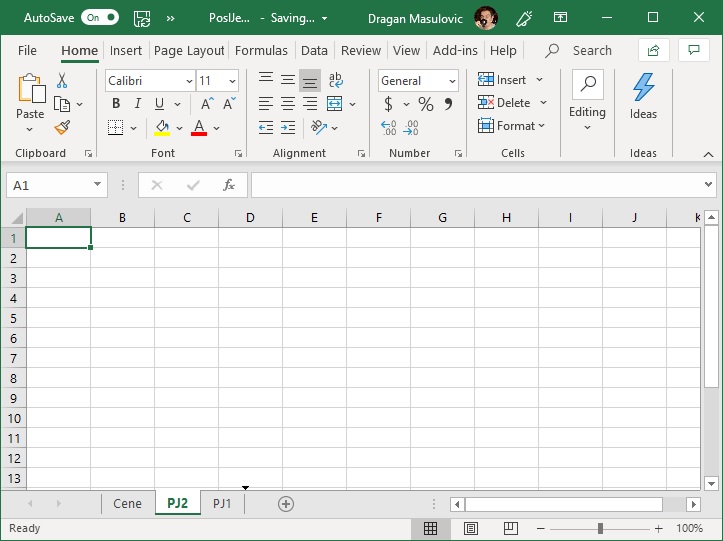 AutoSave On PosIJe... - Saving... Dragan Masulovic
File Home Insert Page Layout Formulas Data Review View Add-ins Help Search
Calibri 11 ab General Insert
Paste B I U A A $ % Delete Editing Ideas
A Format
Clipboard Font Alignment Number Cells Ideas
A1 fx
A B C D E F G H I J K
1
2
3
4
5
6
7
8
9
10
11
12
13
Cene PJ2 PJ1
Ready 100%